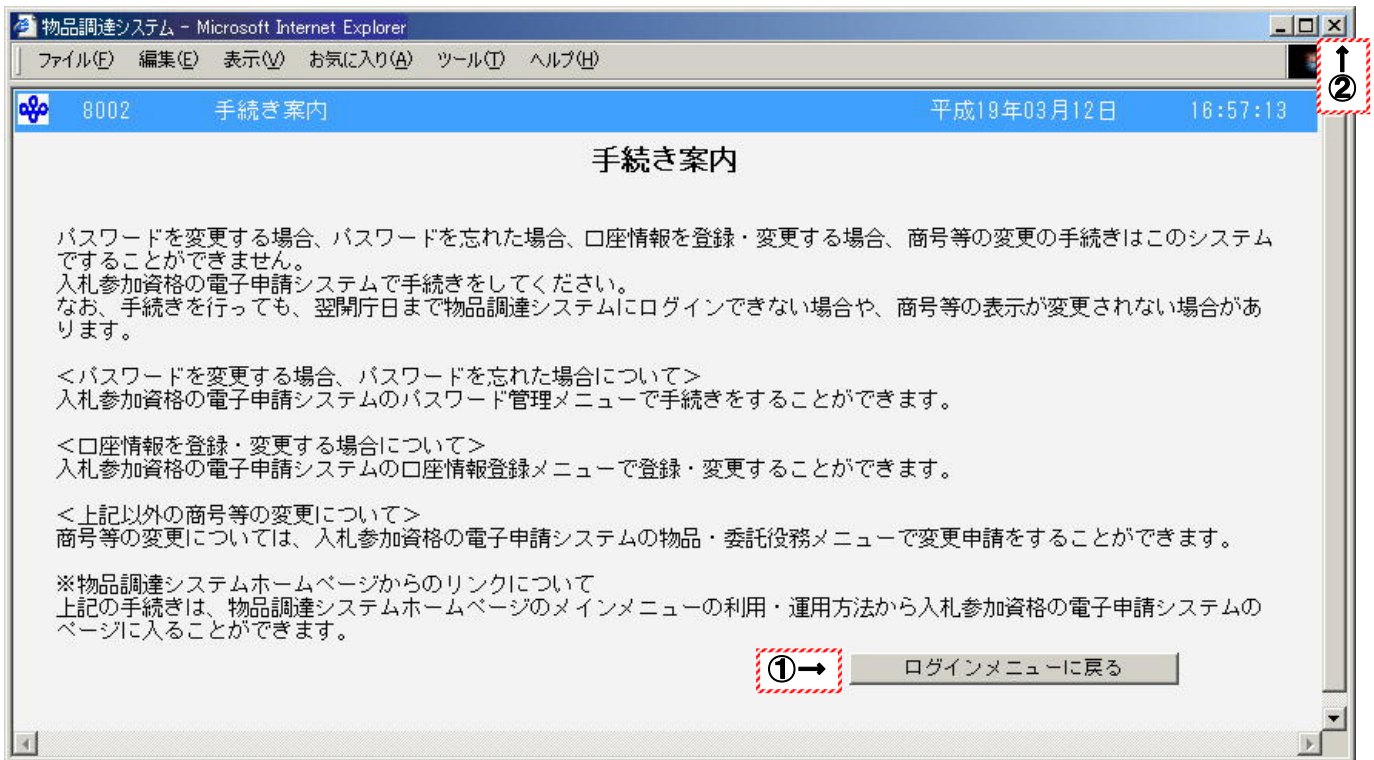 物品調達システム - Microsoft Internet Explorer
ファイル(F) 編集(E) 表示(V) お気に入り(A) ツール(T) ヘルプ(H)
↑
②
8002 手続き案内 平成19年03月12日 16:57:13
手続き案内
パスワードを変更する場合、パスワードを忘れた場合、口座情報を登録・変更する場合、商号等の変更の手続きはこのシステム
ですることができません。
入札参加資格の電子申請システムで手続きをしてください。
なお、手続きを行っても、翌開庁日まで物品調達システムにログインできない場合や、商号等の表示が変更されない場合があ
ります。
＜パスワードを変更する場合、パスワードを忘れた場合について＞
入札参加資格の電子申請システムのパスワード管理メニューで手続きをすることができます。
＜口座情報を登録・変更する場合について＞
入札参加資格の電子申請システムの口座情報登録メニューで登録・変更することができます。
＜上記以外の商号等の変更について＞
商号等の変更については、入札参加資格の電子申請システムの物品・委託役務メニューで変更申請をすることができます。
※物品調達システムホームページからのリンクについて
上記の手続きは、物品調達システムホームページのメインメニューの利用・運用方法から入札参加資格の電子申請システムの
ページに入ることができます。
①→ ログインメニューに戻る